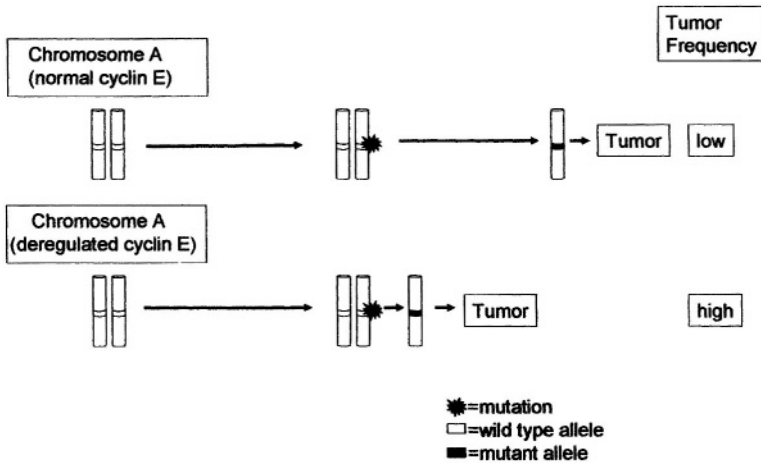 Tumor
Frequency
Chromosome A
(normal cyclin E)
Tumor
low
Chromosome A
(deregulated cyclin E)
Tumor
high
=mutation
=wild type allele
=mutant allele